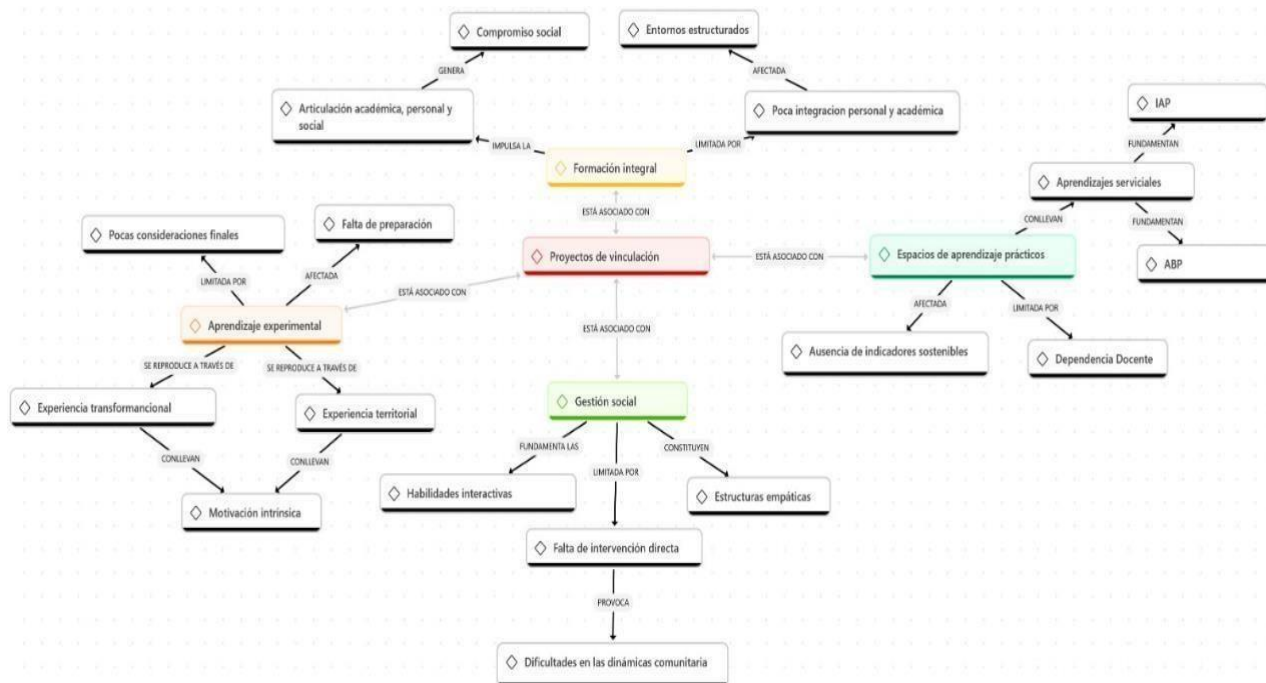 Compromiso social
Entornos estructurados
GENERA
AFECTADA
Articulación académica, personal y
social
Poca integracion personal y académica
IAP
IMPULSA LA
LIMITADA POR
FUNDAMENTAN
Formación integral
Aprendizajes serviciales
ESTÁ ASOCIADO CON
CONLLEVAN
FUNDAMENTAN
Pocas consideraciones finales
Falta de preparación
Proyectos de vinculación
ESTÁ ASOCIADO CON
Espacios de aprendizaje prácticos
ABP
LIMITADA POR
AFECTADA
ESTÁ ASOCIADO CON
AFECTADA
LIMITADA POR
Aprendizaje experimental
ESTÁ ASOCIADO CON
Ausencia de indicadores sostenibles
Dependencia Docente
SE REPRODUCE A TRAVÉS DE
SE REPRODUCE A TRAVÉS DE
Experiencia transformancional
Experiencia territorial
Gestión social
FUNDAMENTA LAS
CONSTITUYEN
CONLLEVAN
CONLLEVAN
LIMITADA POR
Habilidades interactivas
Estructuras empáticas
Motivación intrínsica
Falta de intervención directa
PROVOCA
Dificultades en las dinámicas comunitaria